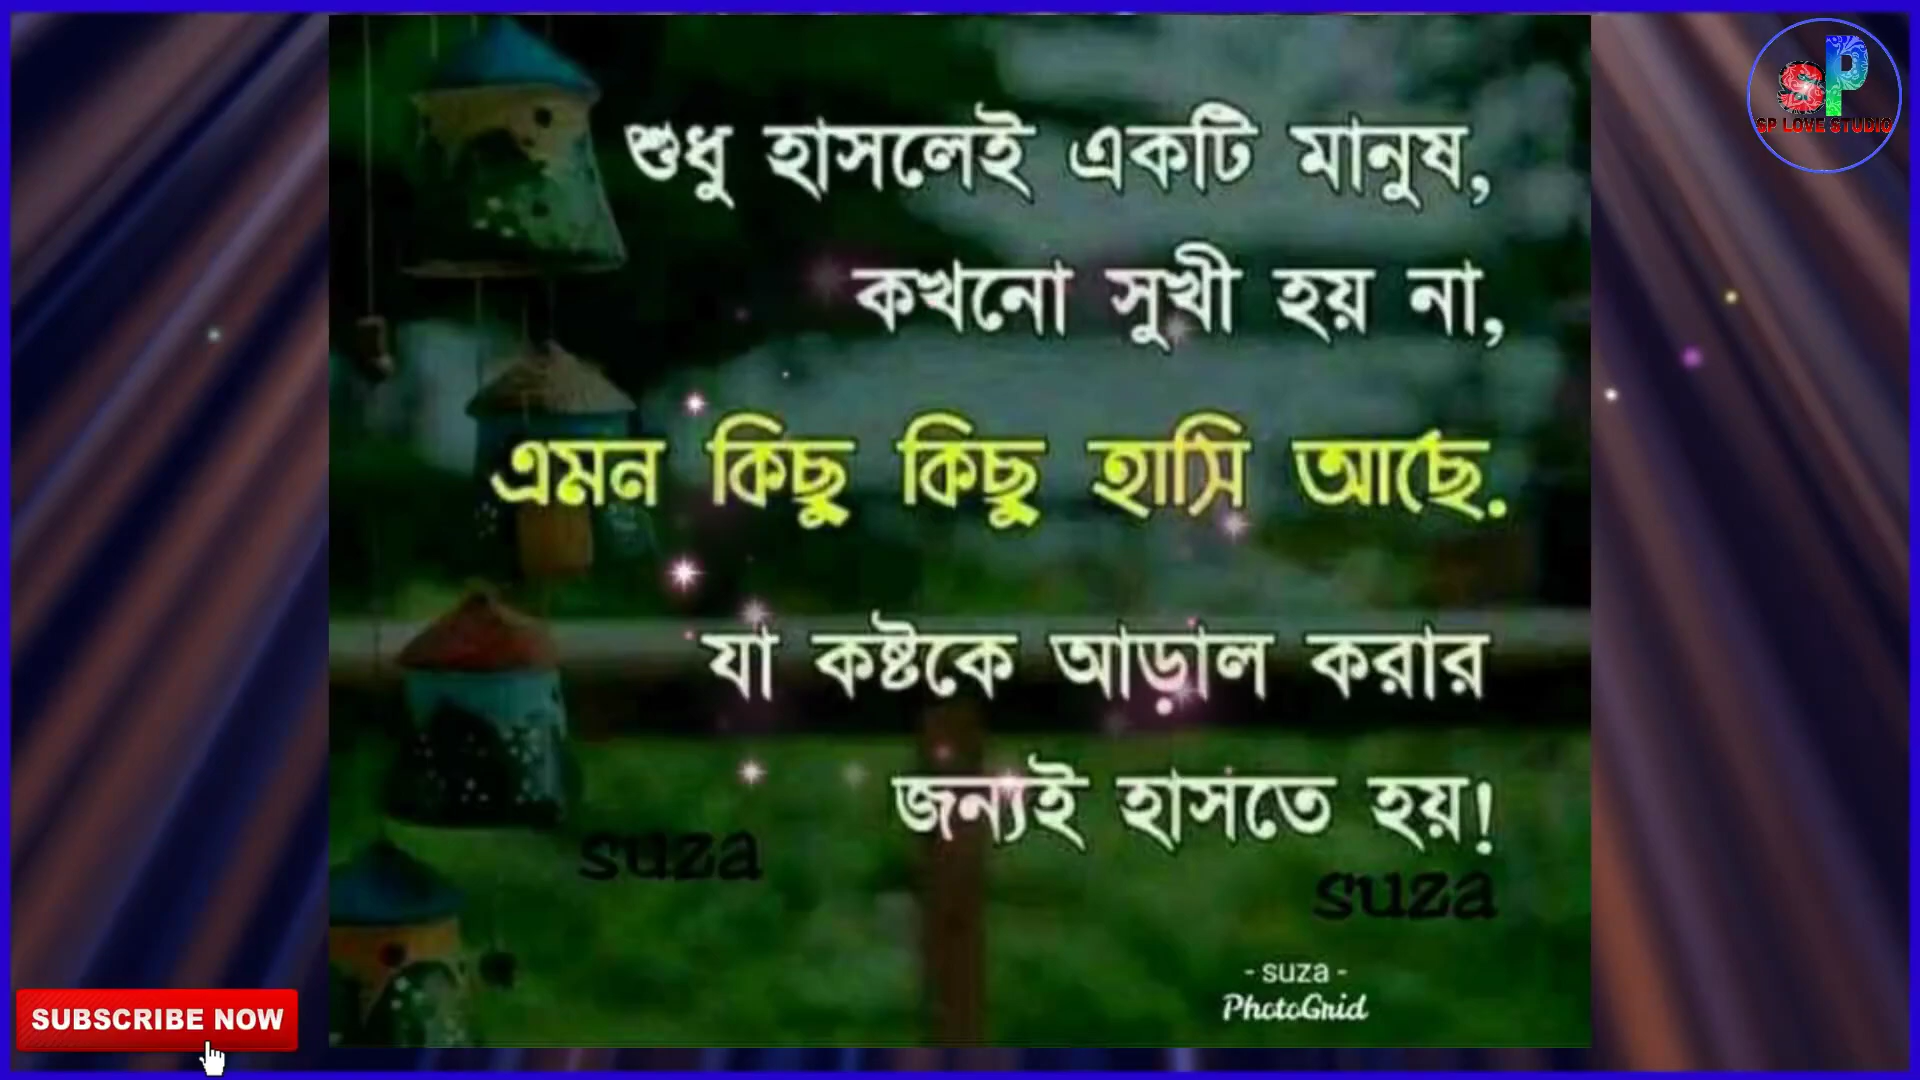 SP
SP LOVE STUDIO
শুধু হাসলেই একটি মানুষ,
কখনো সুখী হয় না,
এমন কিছু কিছু হাসি আছে.
যা কষ্টকে আড়াল করার
জন্যই হাসতে হয়!
suza
suza
- suza -
PhotoGrid
SUBSCRIBE NOW